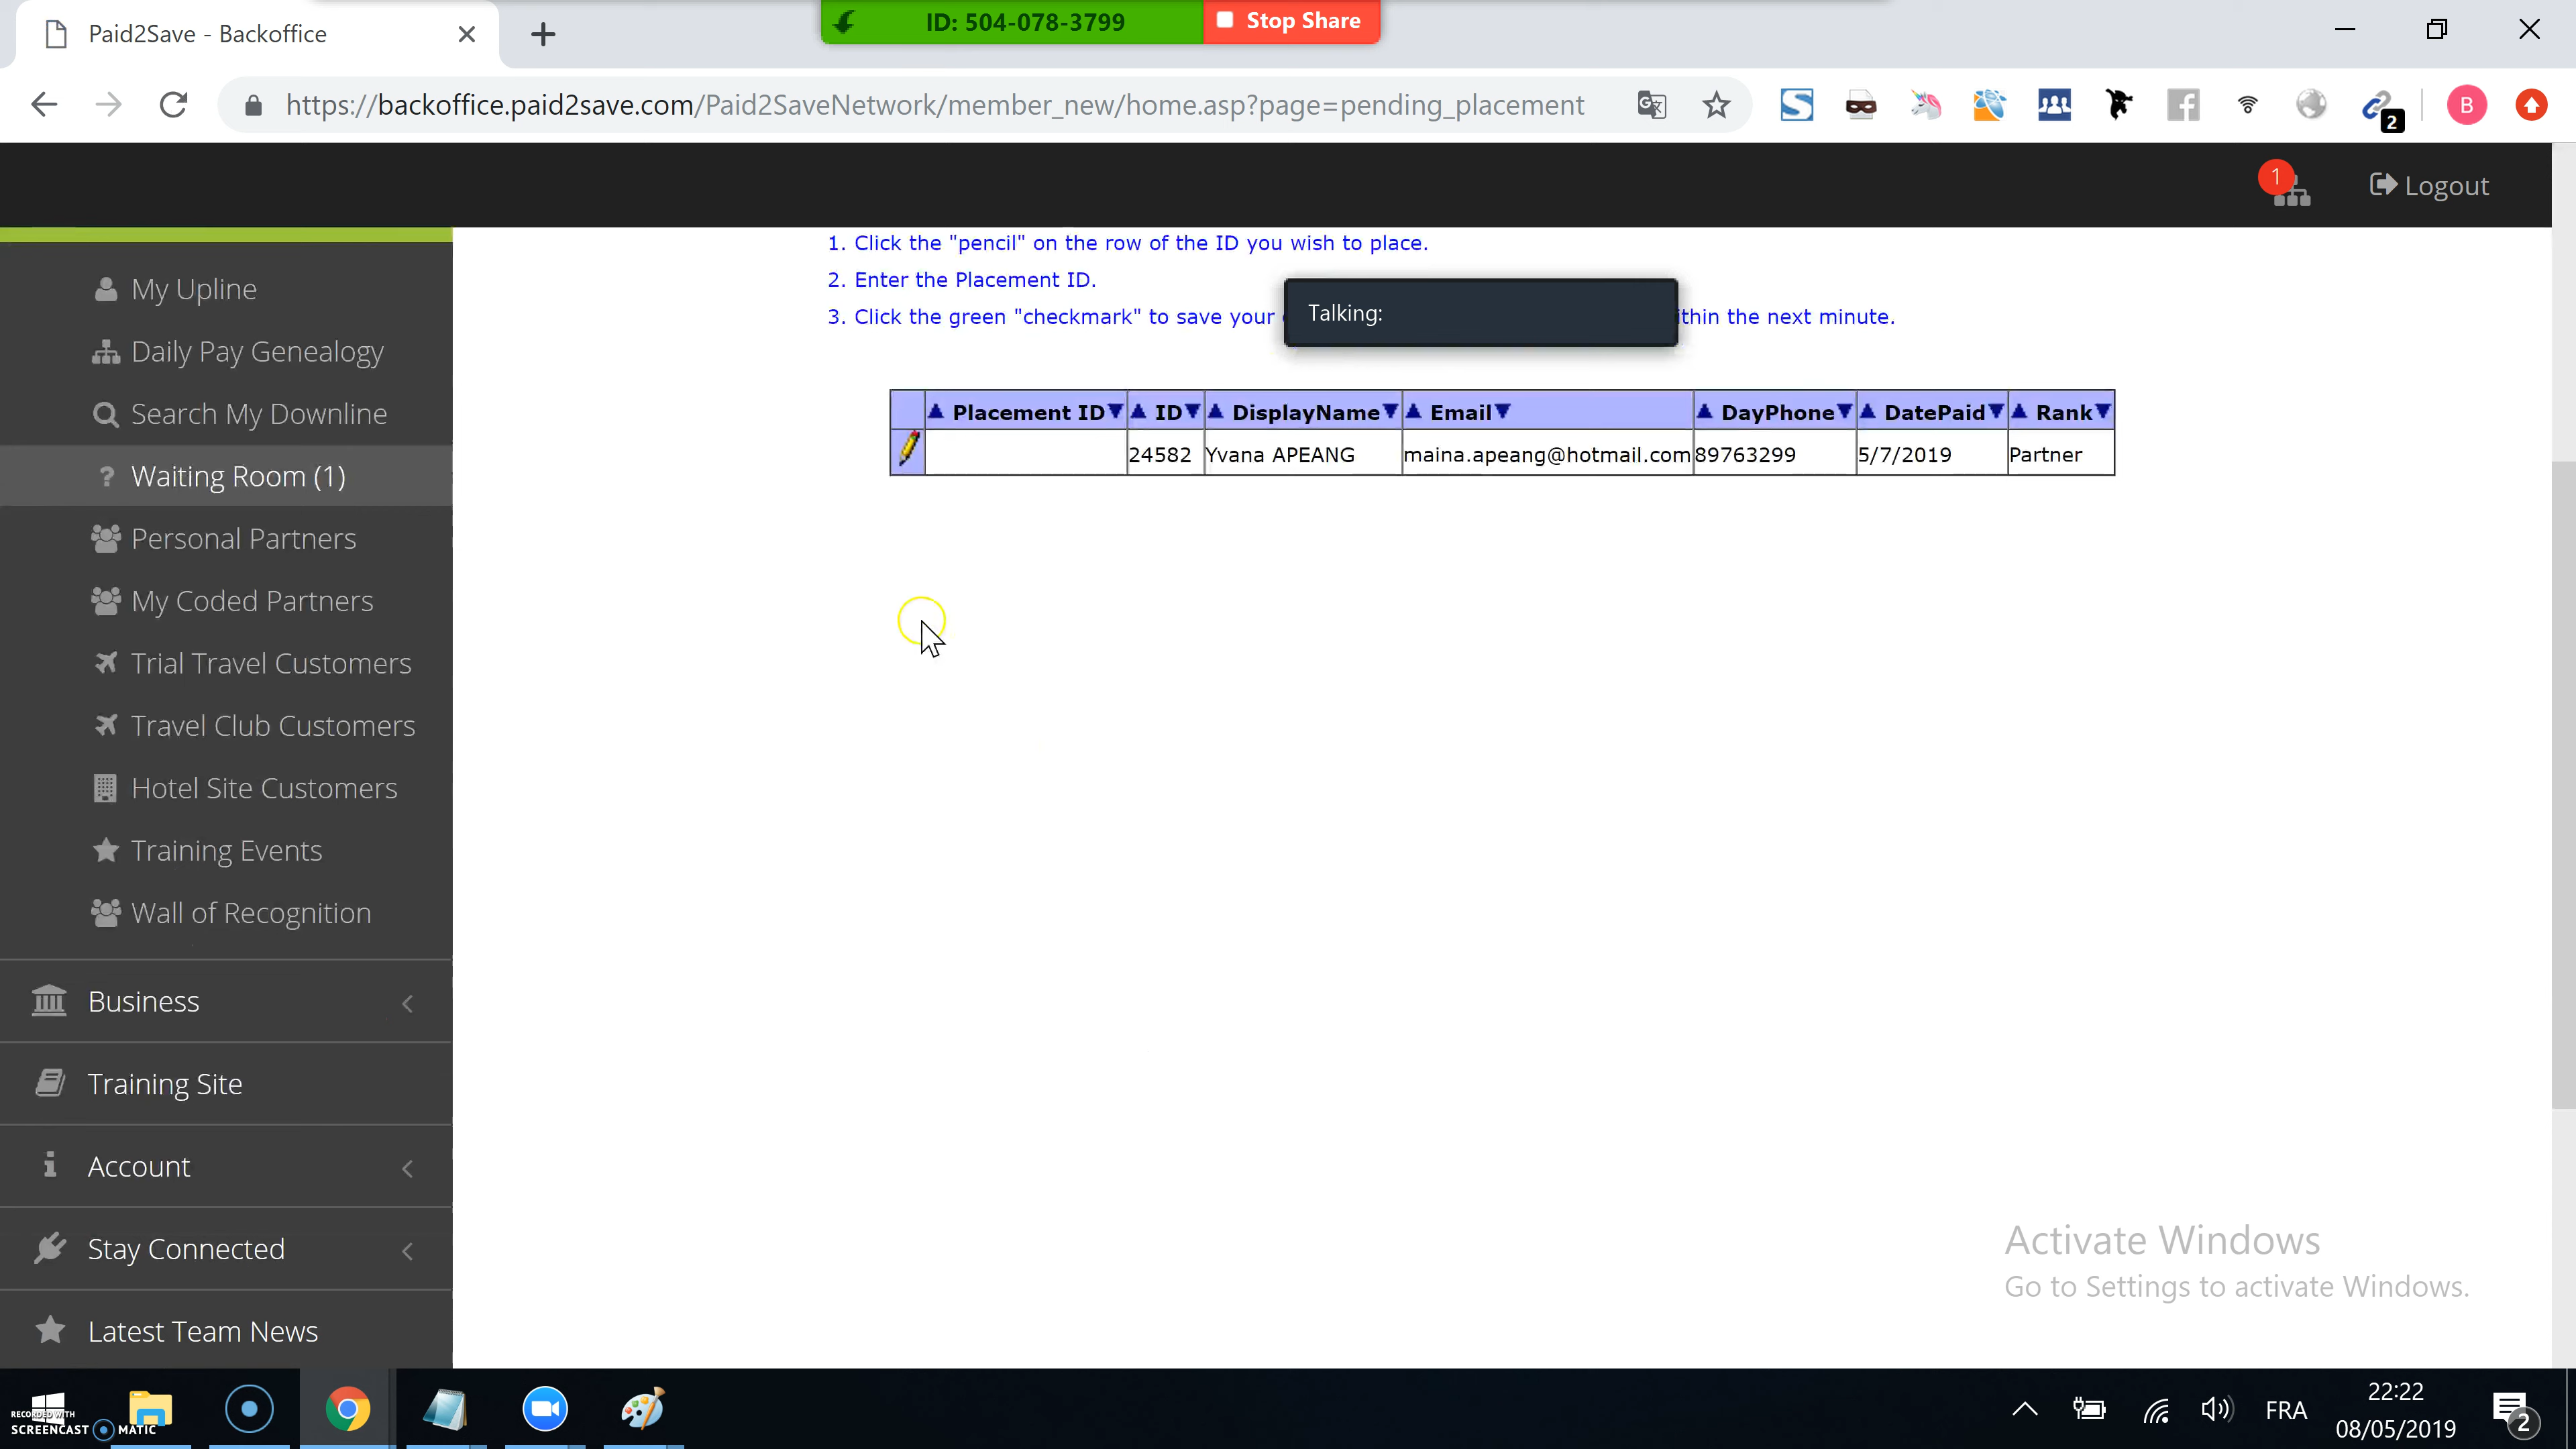 Paid2Save - Backoffice
ID: 504-078-3799
Stop Share
https://backoffice.paid2save.com/Paid2SaveNetwork/member_new/home.asp?page=pending_placement
2
B
1
Logout
1. Click the "pencil" on the row of the ID you wish to place.
2. Enter the Placement ID.
3. Click the green "checkmark" to save your
Talking:
within the next minute.
My Upline
Daily Pay Genealogy
Search My Downline
? Waiting Room (1)
Personal Partners
My Coded Partners
Trial Travel Customers
Travel Club Customers
Hotel Site Customers
Training Events
Wall of Recognition
Business
Training Site
Account
Stay Connected
Latest Team News
Placement ID ID DisplayName Email DayPhone DatePaid Rank
24582 Yvana APEANG maina.apeang@hotmail.com 89763299 5/7/2019 Partner
Activate Windows
Go to Settings to activate Windows.
RECORDED WITH
SCREENCAST MATIC
FRA
22:22
08/05/2019
2